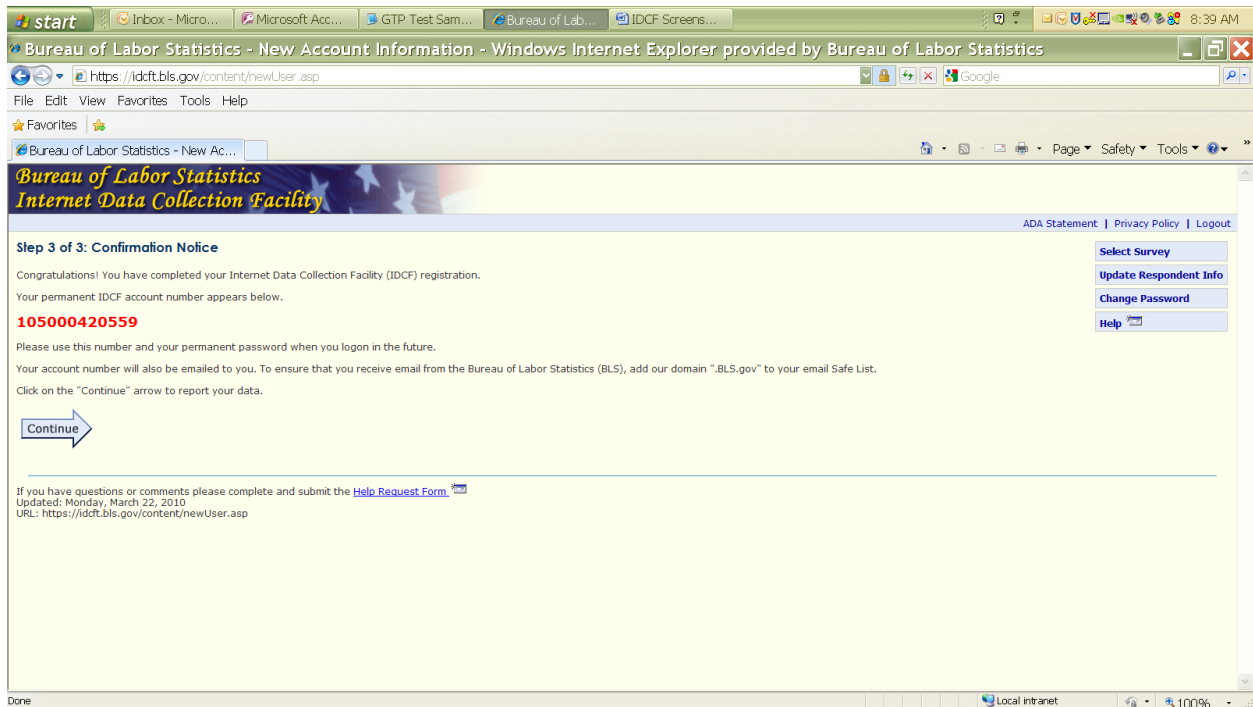 start Inbox - Micro... Microsoft Acc... GTP Test Sam... Bureau of Lab... IDCF Screens... 8:39 AM
Bureau of Labor Statistics - New Account Information - Windows Internet Explorer provided by Bureau of Labor Statistics
https://idcft.bls.gov/content/newUser.asp Google
File Edit View Favorites Tools Help
Favorites
Bureau of Labor Statistics - New Ac... Page Safety Tools »
Bureau of Labor Statistics
Internet Data Collection Facility
ADA Statement | Privacy Policy | Logout
Step 3 of 3: Confirmation Notice
Congratulations! You have completed your Internet Data Collection Facility (IDCF) registration.
Your permanent IDCF account number appears below.
105000420559
Please use this number and your permanent password when you logon in the future.
Your account number will also be emailed to you. To ensure that you receive email from the Bureau of Labor Statistics (BLS), add our domain ".BLS.gov" to your email Safe List.
Click on the "Continue" arrow to report your data.
Continue
Select Survey
Update Respondent Info
Change Password
Help
If you have questions or comments please complete and submit the Help Request Form
Updated: Monday, March 22, 2010
URL: https://idcft.bls.gov/content/newUser.asp
Done Local intranet 100%